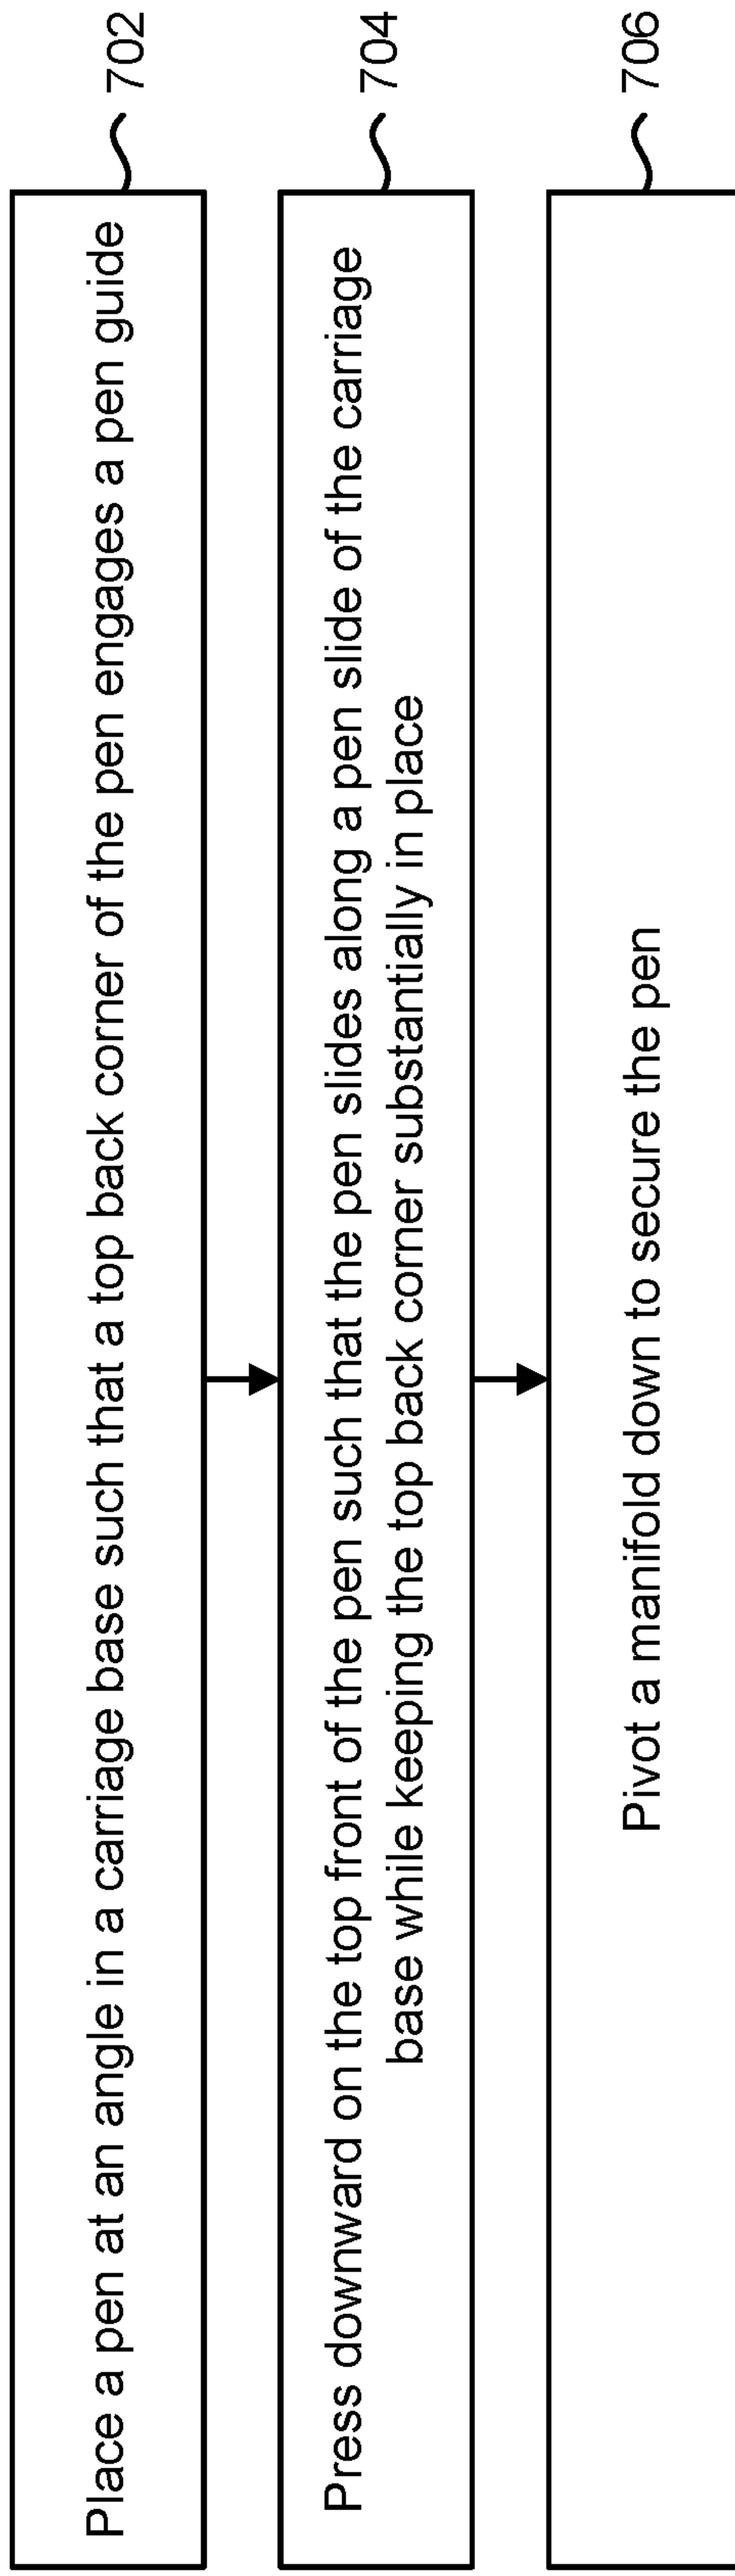 Place a pen at an angle in a carriage base such that a top back corner of the pen engages a pen guide
702
Press downward on the top front of the pen such that the pen slides along a pen slide of the carriage
base while keeping the top back corner substantially in place
704
Pivot a manifold down to secure the pen
706